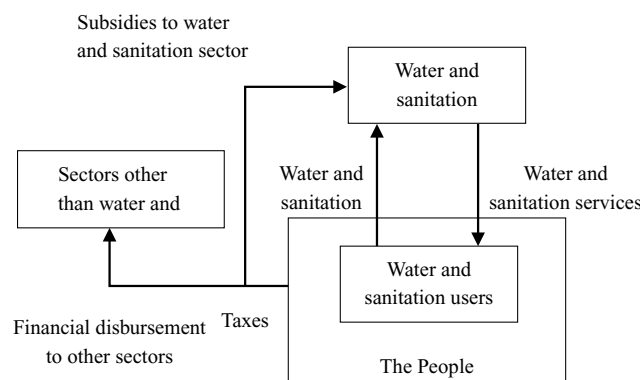 Subsidies to water
and sanitation sector
Water and
sanitation
Sectors other
than water and
Water and
sanitation
Water and
sanitation services
Water and
sanitation users
Taxes
Financial disbursement
to other sectors
The People